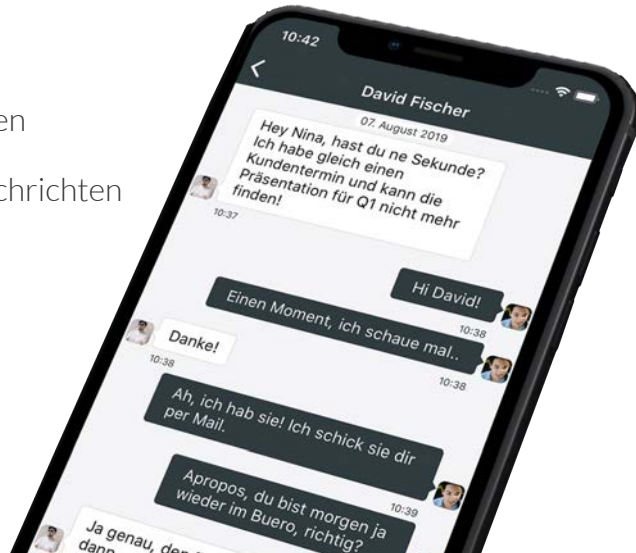 en
chrichten
10:42
David Fischer
07. August 2019
Hey Nina, hast du ne Sekunde?
Ich habe gleich einen
Kundentermin und kann die
Präsentation für Q1 nicht mehr
finden!
10:37
Hi David!
10:38
Einen Moment, ich schaue mal..
10:38
Danke!
10:38
Ah, ich hab sie! Ich schick sie dir
per Mail.
10:39
Apropos, du bist morgen ja
wieder im Buero, richtig?
Ja genau, den
dann